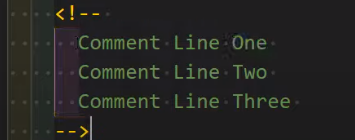 <!--
Comment Line One
Comment Line Two
Comment Line Three
-->